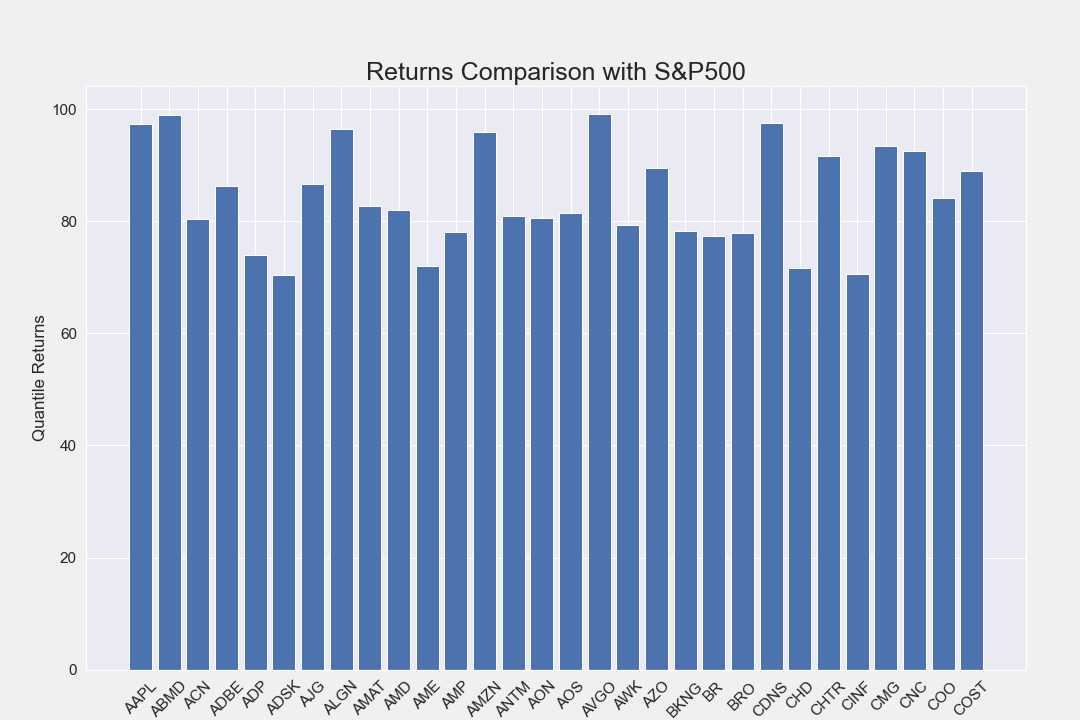 Returns Comparison with S&P500
Quantile Returns
100
80
60
40
20
0
AAPL
ABMD
ACN
ADBE
ADP
ADSK
AJG
ALGN
AMAT
AMD
AME
AMP
AMZN
ANTM
AON
AOS
AVGO
AWK
AZO
BKNG
BR
BRO
CDNS
CHD
CHTR
CINF
CMG
CNC
COO
COST